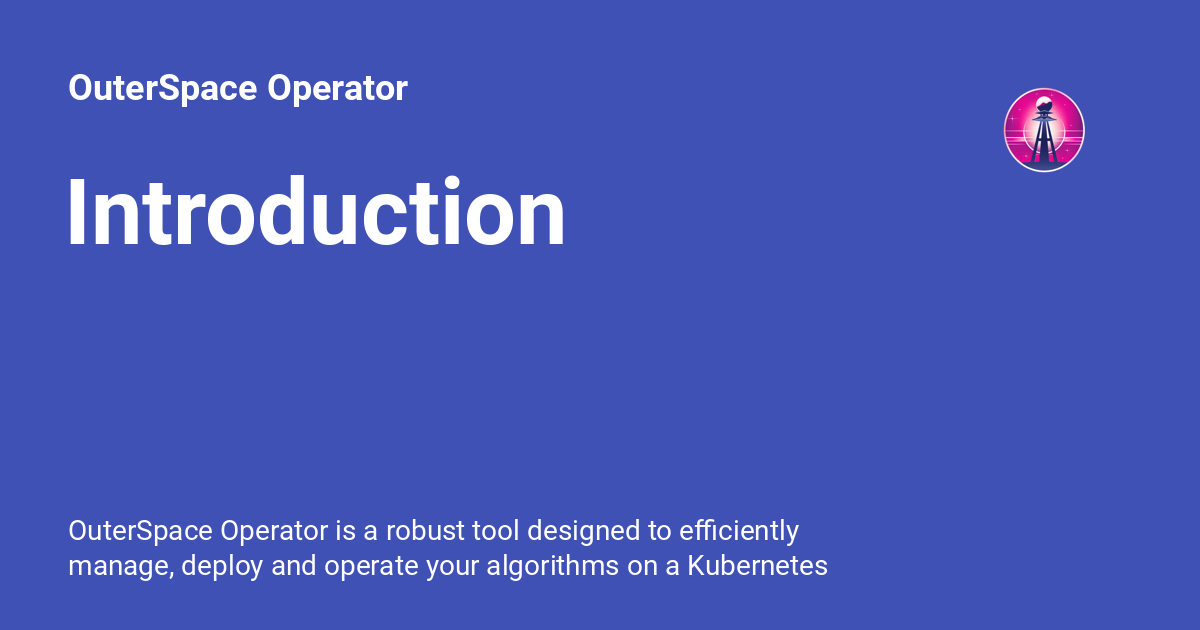 OuterSpace Operator
Introduction
OuterSpace Operator is a robust tool designed to efficiently
manage, deploy and operate your algorithms on a Kubernetes